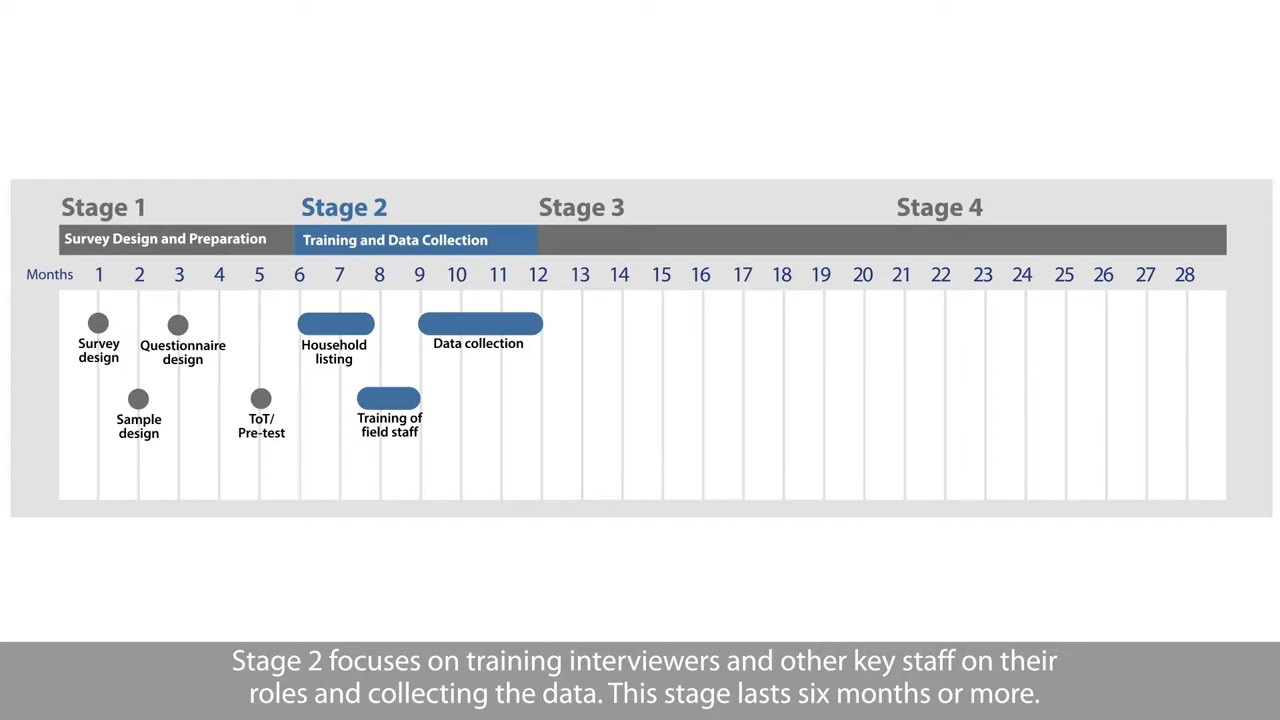 Stage 1
Stage 2
Stage 3
Stage 4
Survey Design and Preparation
Training and Data Collection
Months 1 2 3 4 5 6 7 8 9 10 11 12 13 14 15 16 17 18 19 20 21 22 23 24 25 26 27 28
Survey
design
Questionnaire
design
Household
listing
Data collection
Sample
design
ToT/
Pre-test
Training of
field staff
Stage 2 focuses on training interviewers and other key staff on their
roles and collecting the data. This stage lasts six months or more.